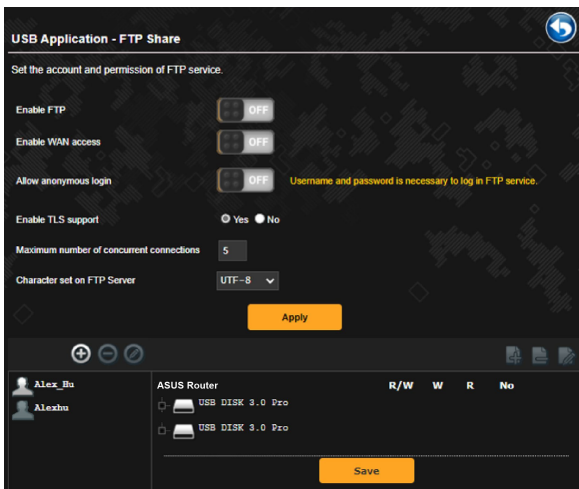 USB Application - FTP Share
Set the account and permission of FTP service.
Enable FTP OFF
Enable WAN access OFF
Allow anonymous login OFF Username and password is necessary to log in FTP service.
Enable TLS support Yes No
Maximum number of concurrent connections 5
Character set on FTP Server UTF-8
Apply
Alex_Hu
Alexhu
ASUS Router R/W W R No
USB DISK 3.0 Pro
USB DISK 3.0 Pro
Save